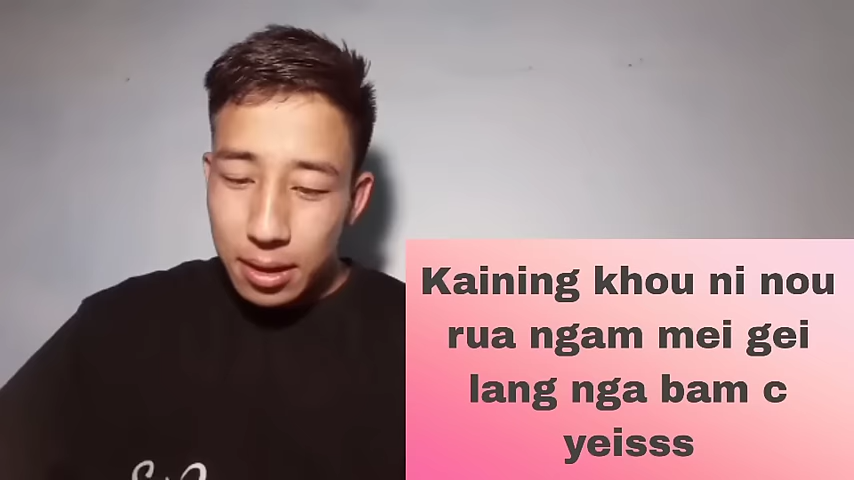 Kaining khou ni nou
rua ngam mei gei
lang nga bam c
yeisss